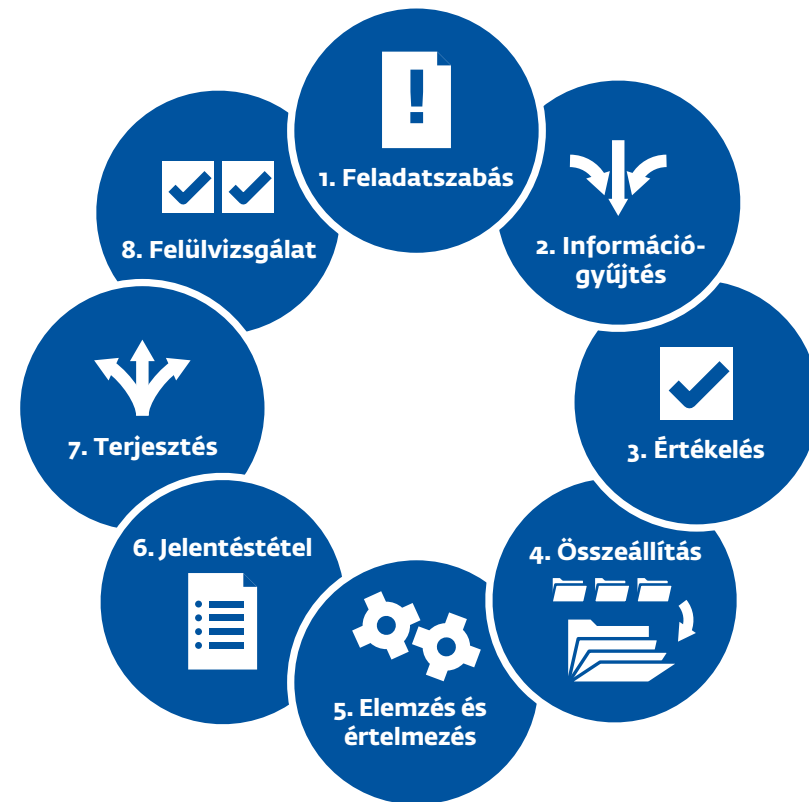 1. Feladatszabás
2. Információ-
gyűjtés
3. Értékelés
4. Összeállítás
5. Elemzés és
értelmezés
6. Jelentéstétel
7. Terjesztés
8. Felülvizsgálat